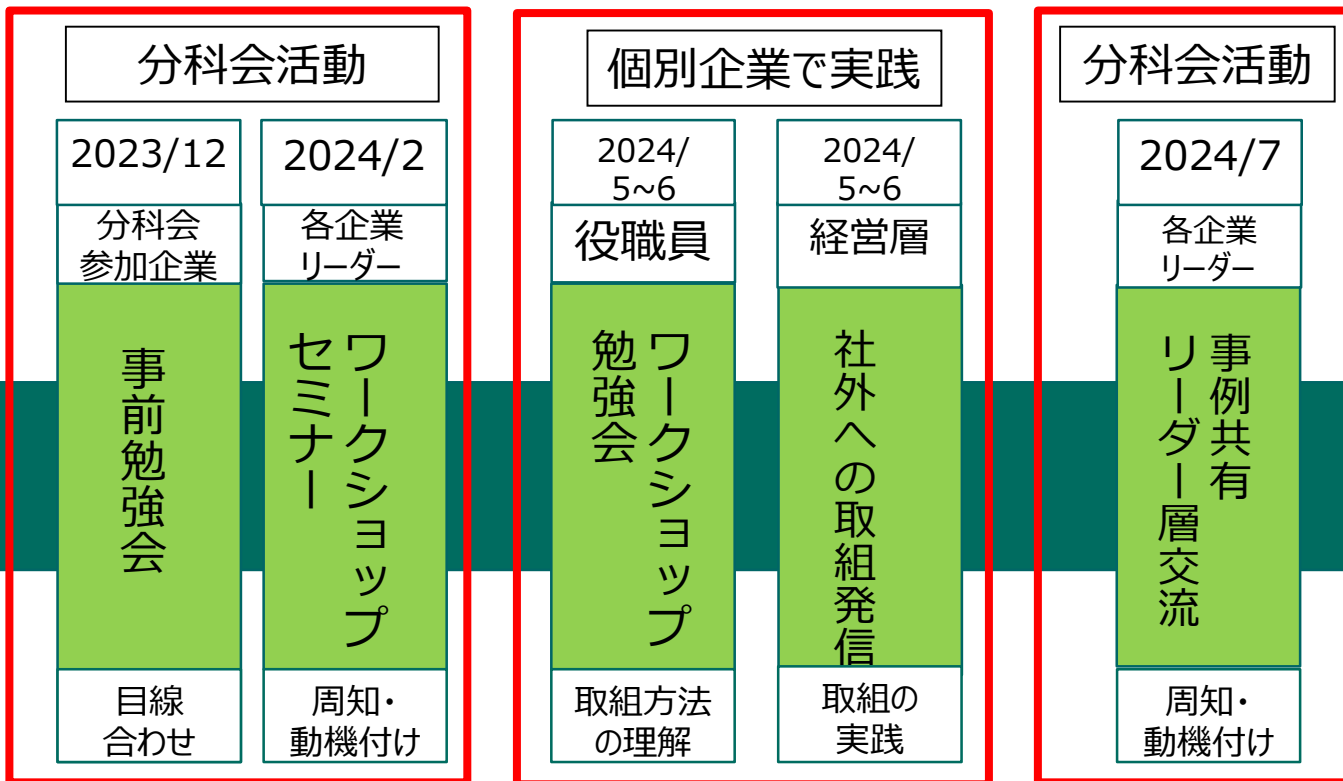 分科会活動
2023/12
分科会
参加企業
事前勉強会
目線
合わせ
2024/2
各企業
リーダー
ワークショップ
セミナー
周知・
動機付け
個別企業で実践
2024/
5~6
役職員
ワークショップ
勉強会
取組方法
の理解
2024/
5~6
経営層
社外への取組発信
取組の
実践
分科会活動
2024/7
各企業
リーダー
事例共有
リーダー層交流
周知・
動機付け